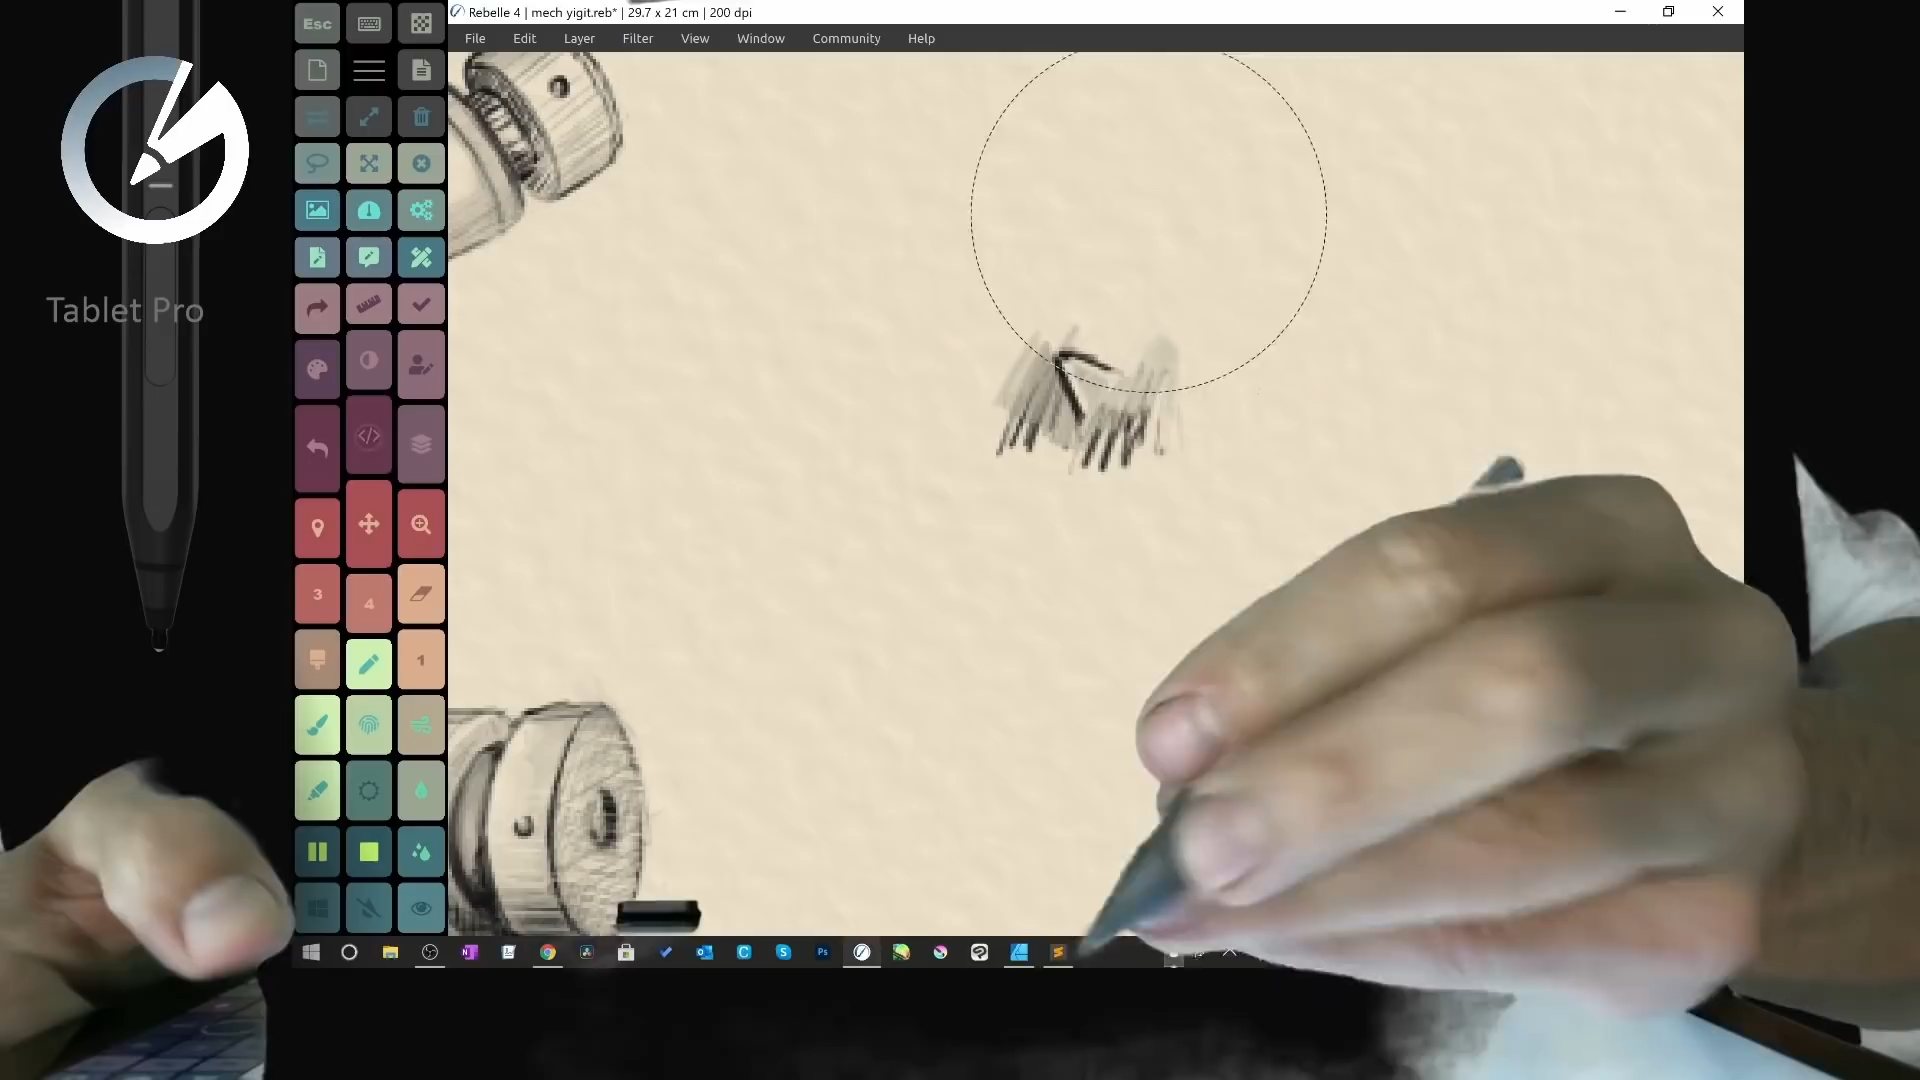 Esc
Rebelle 4 | mech yigit.reb* | 29.7 x 21 cm | 200 dpi
File Edit Layer Filter View Window Community Help
Tablet Pro
3
4
1
Ps